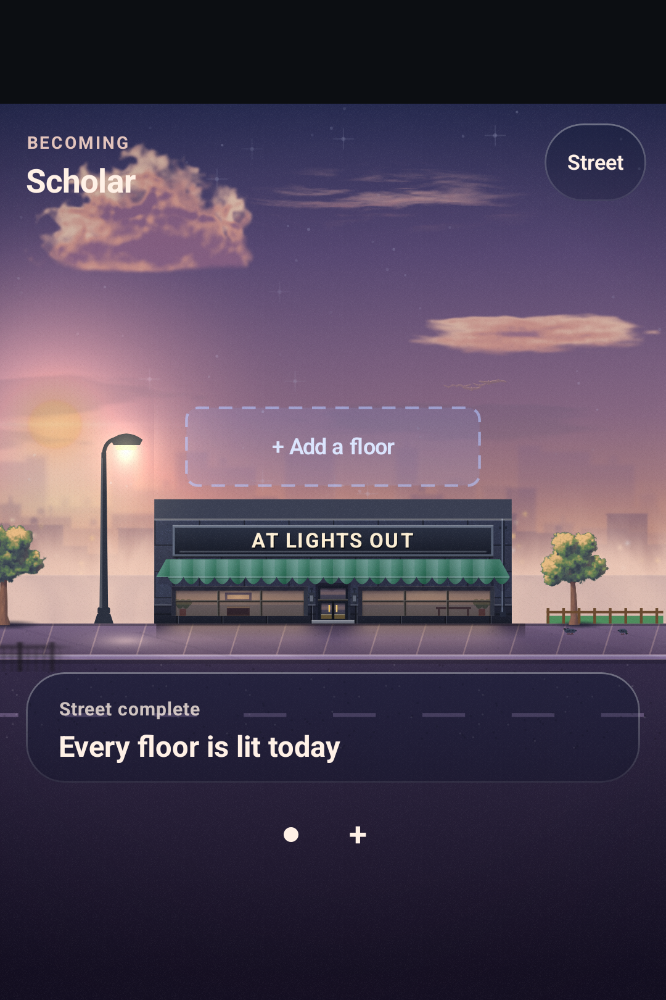 BECOMING
Scholar
Street
+ Add a floor
AT LIGHTS OUT
Street complete
Every floor is lit today
+